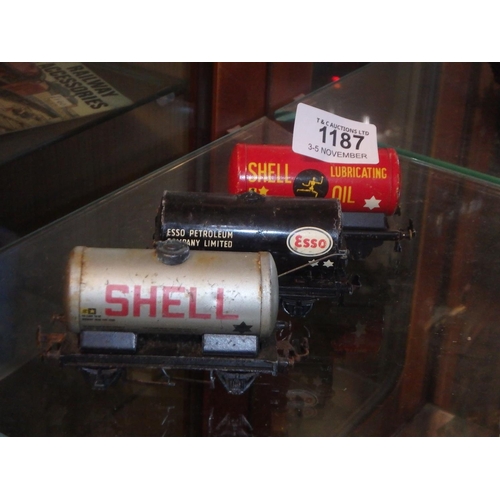 RAILWAY
ACCESSORIES
T & C AUCTIONS LTD
1187
3-5 NOVEMBER
SHELL LUBRICATING
OIL
ESSO PETROLEUM
COMPANY LIMITED
Esso
SHELL